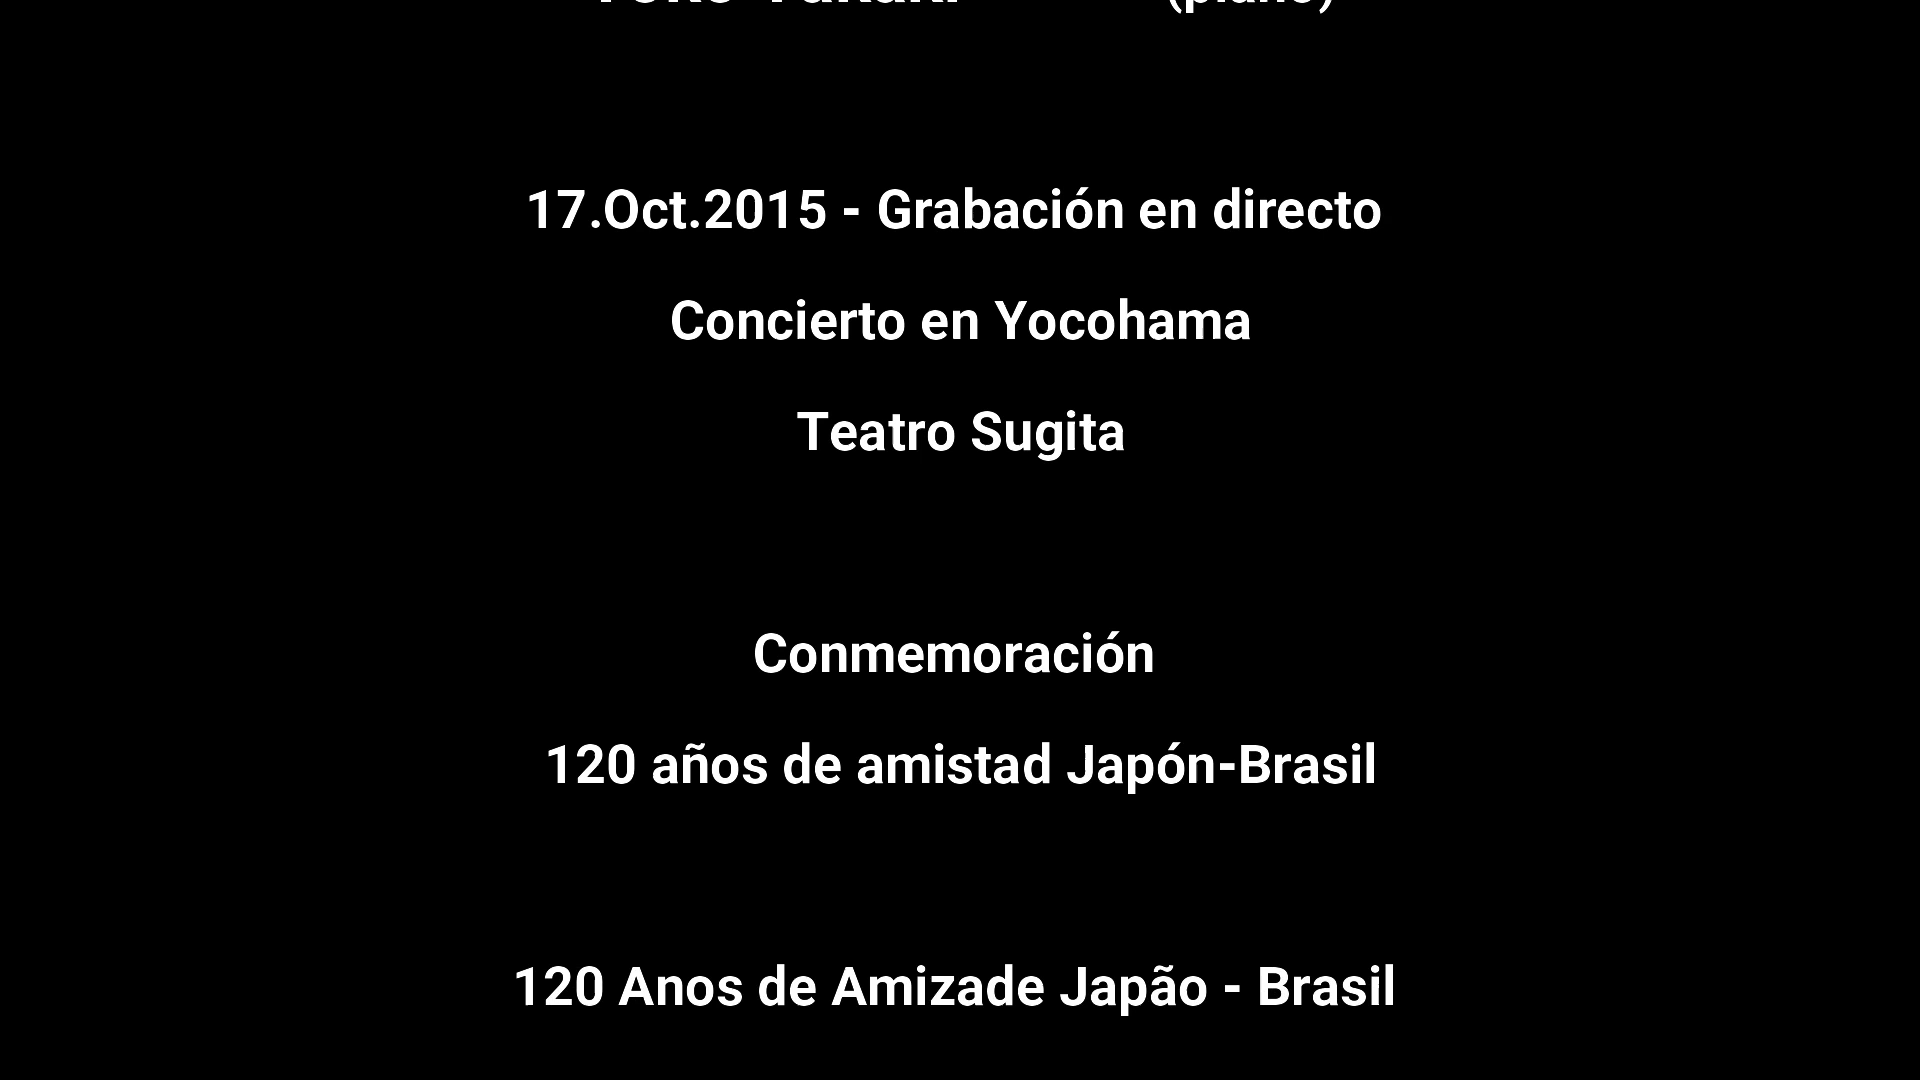 (piano)
17.Oct.2015 - Grabación en directo
Concierto en Yocohama
Teatro Sugita
Conmemoración
120 años de amistad Japón-Brasil
120 Anos de Amizade Japão - Brasil